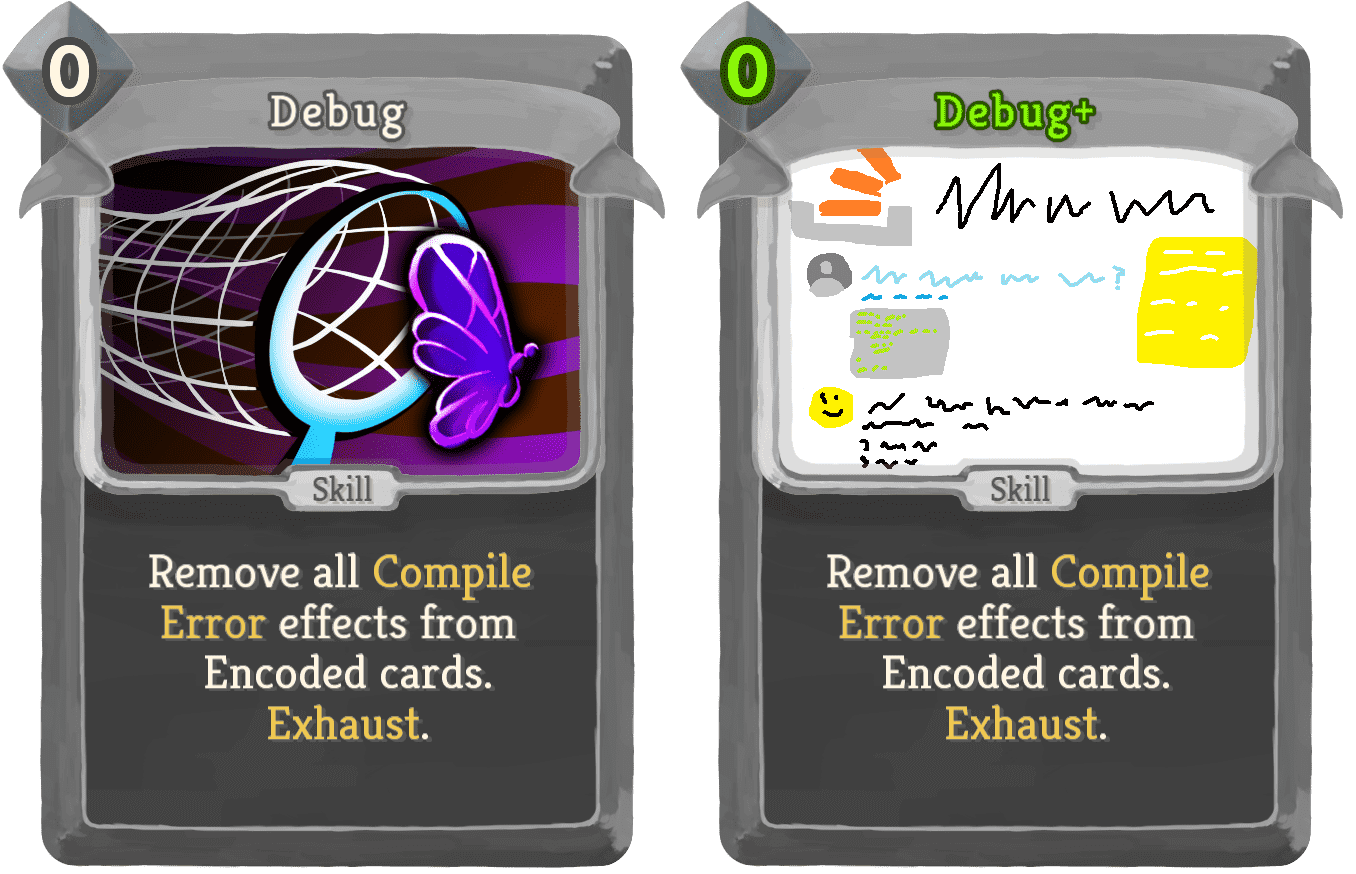 0
Debug
Skill
Remove all Compile
Error effects from
Encoded cards.
Exhaust.
0
Debug+
?
Skill
Remove all Compile
Error effects from
Encoded cards.
Exhaust.